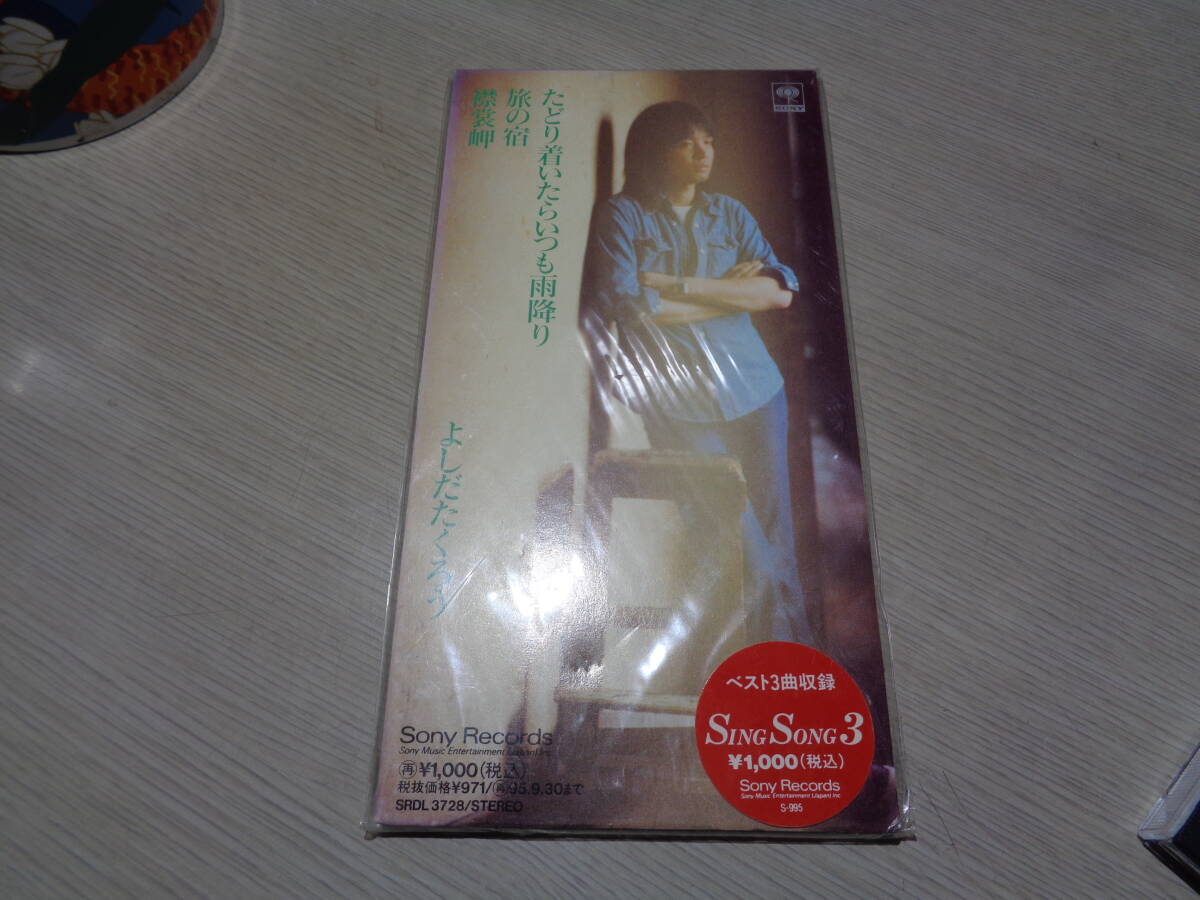 たどり着いたらいつも雨降り
旅の宿
襟裳岬
SONY
よしだたくろう
Sony Records
Sony Music Entertainment (Japan) Inc
再¥1,000(税込)
税抜価格¥971/再95.9.30まで
SRDL 3728/STEREO
ベスト3曲収録
SING SONG 3
¥1,000(税込)
Sony Records
Sony Music Entertainment (Japan) Inc
S-995